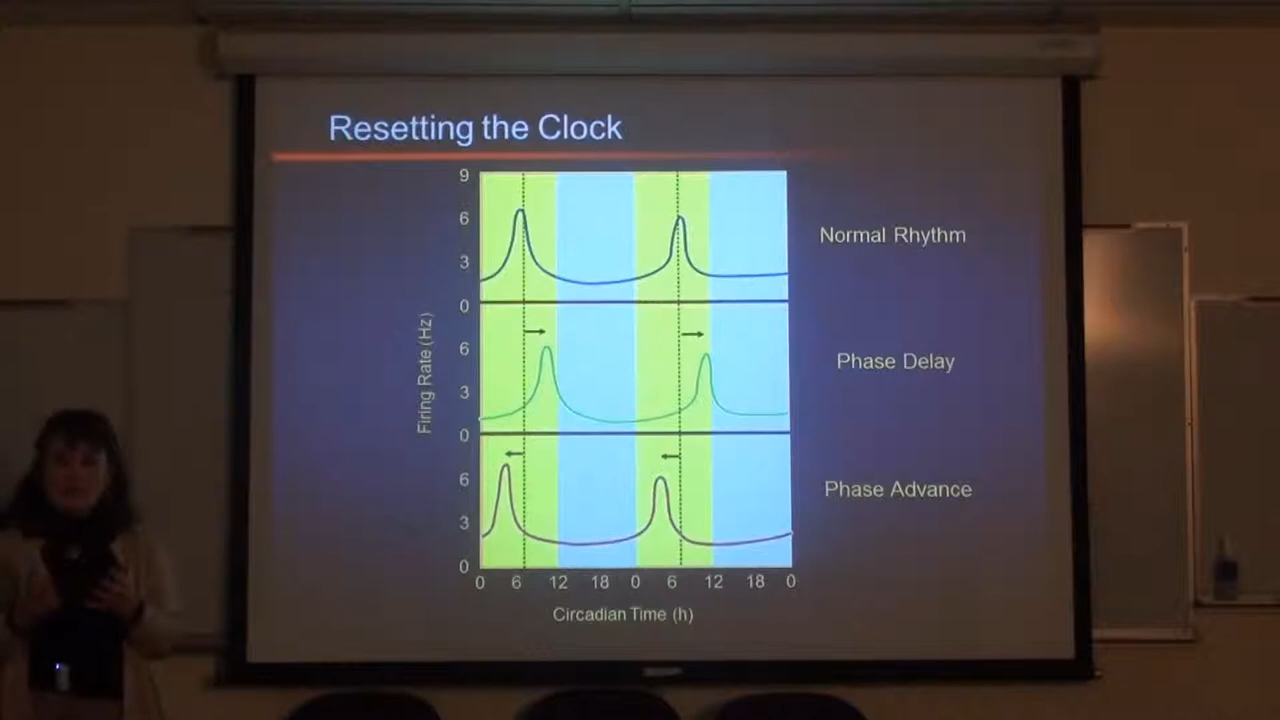 Resetting the Clock
9
6
3
0
Normal Rhythm
6
3
0
Phase Delay
6
3
0
Phase Advance
Firing Rate (Hz)
0 6 12 18 0 6 12 18 0
Circadian Time (h)